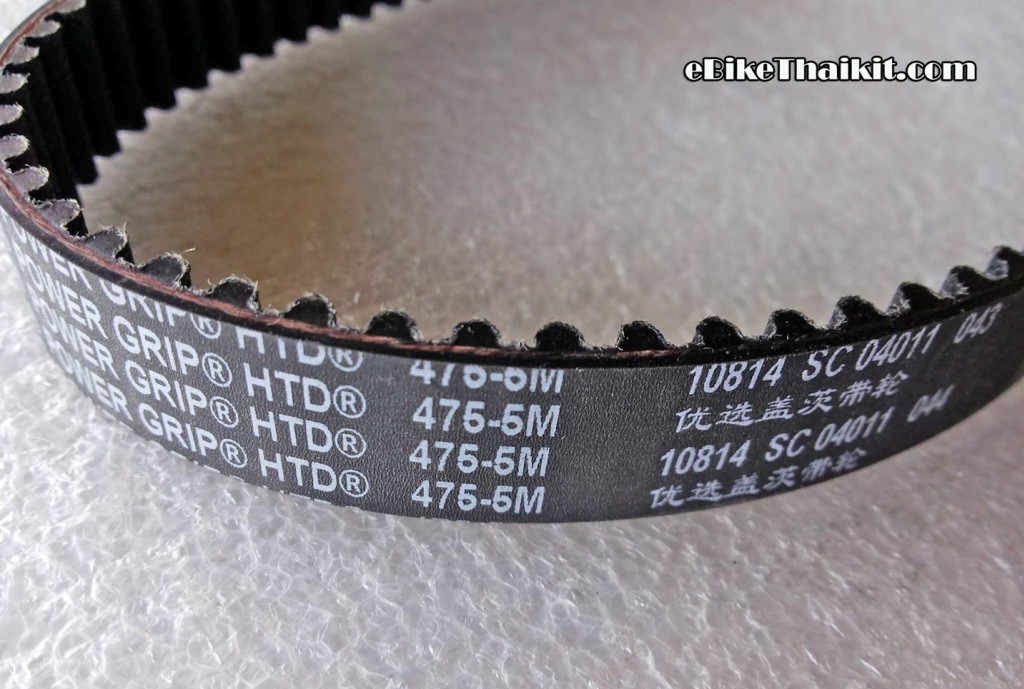 eBikeThaikit.com
POWER GRIP® HTD® 475-5M 10814 SC 04011 043
POWER GRIP® HTD® 475-5M 优选盖茨带轮
POWER GRIP® HTD® 475-5M 10814 SC 04011 044
POWER GRIP® HTD® 475-5M 优选盖茨带轮